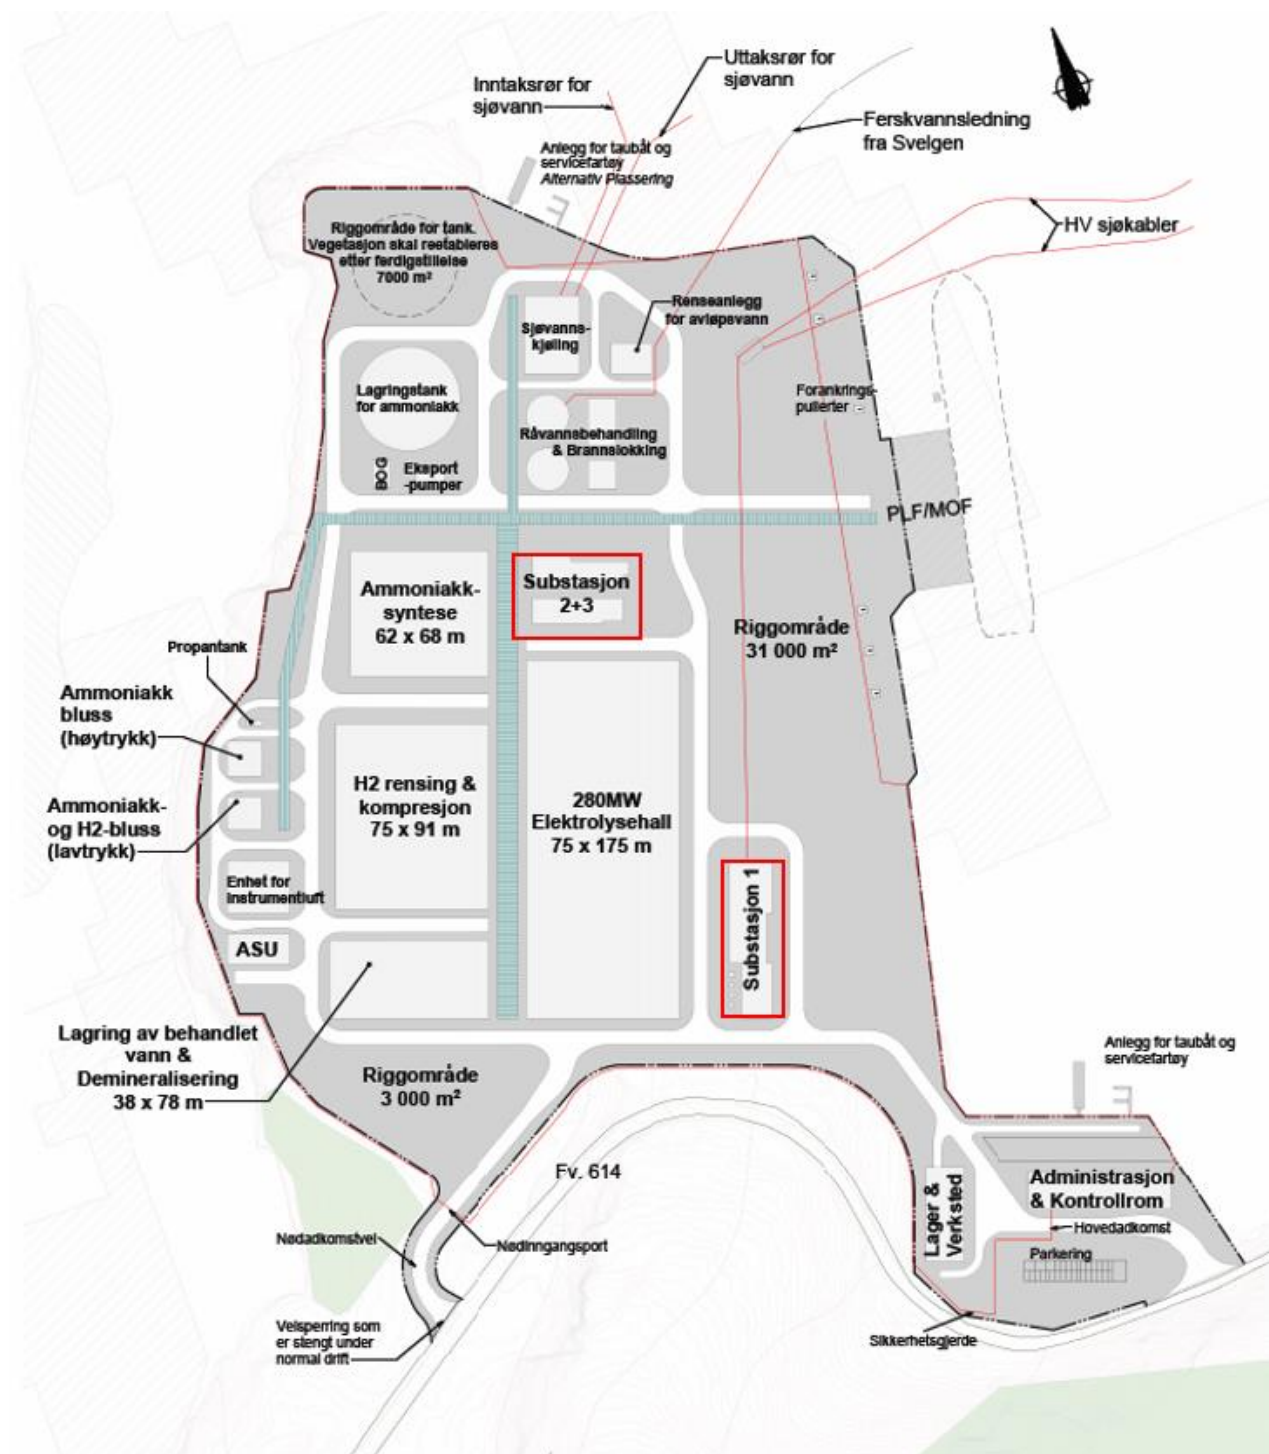 Uttaksrør for
sjøvann
Inntaksrør for
sjøvann
Ferskvannsledning
fra Svelgen
Anlegg for taubåt og
servicefartøy
Alternativ Plassering
HV sjøkabler
Riggområde for tank.
Vegetasjon skal reetableres
etter ferdigstillelse
7000 m²
Sjøvanns-
kjøling
Renseanlegg
for avløpsvann
Lagringstank
for ammoniakk
Forankrings-
pullerter
Råvannsbehandling
& Brannslokking
BOG
Eksport
-pumper
PLF/MOF
Ammoniakk-
syntese
62 x 68 m
Substasjon
2+3
Riggområde
31 000 m²
Propantank
Ammoniakk
bluss
(høytrykk)
H2 rensing &
kompresjon
75 x 91 m
280MW
Elektrolysehall
75 x 175 m
Ammoniakk-
og H2-bluss
(lavtrykk)
Enhet for
instrumentluft
Substasjon 1
ASU
Lagring av behandlet
vann &
Demineralisering
38 x 78 m
Riggområde
3 000 m²
Anlegg for taubåt og
servicefartøy
Fv. 614
Lager &
Verksted
Administrasjon
& Kontrollrom
Hovedadkomst
Parkering
Nødadkomstvei
Nødinngangsport
Veisperring som
er stengt under
normal drift
Sikkerhetsgjerde